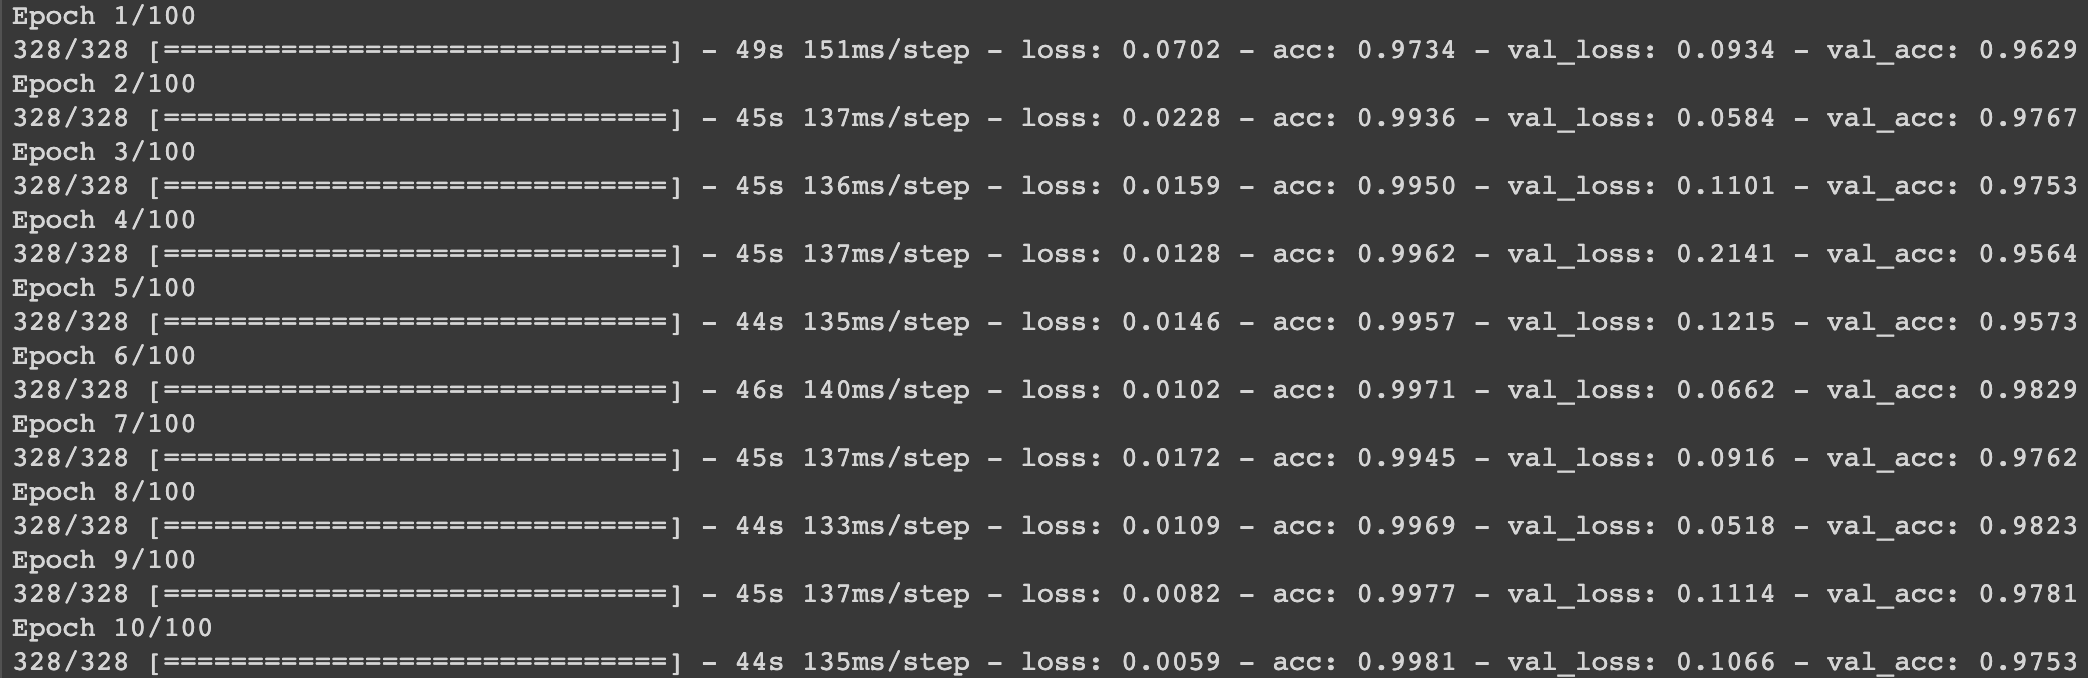 Epoch 1/100
328/328 [==============================] - 49s 151ms/step - loss: 0.0702 - acc: 0.9734 - val_loss: 0.0934 - val_acc: 0.9629
Epoch 2/100
328/328 [==============================] - 45s 137ms/step - loss: 0.0228 - acc: 0.9936 - val_loss: 0.0584 - val_acc: 0.9767
Epoch 3/100
328/328 [==============================] - 45s 136ms/step - loss: 0.0159 - acc: 0.9950 - val_loss: 0.1101 - val_acc: 0.9753
Epoch 4/100
328/328 [==============================] - 45s 137ms/step - loss: 0.0128 - acc: 0.9962 - val_loss: 0.2141 - val_acc: 0.9564
Epoch 5/100
328/328 [==============================] - 44s 135ms/step - loss: 0.0146 - acc: 0.9957 - val_loss: 0.1215 - val_acc: 0.9573
Epoch 6/100
328/328 [==============================] - 46s 140ms/step - loss: 0.0102 - acc: 0.9971 - val_loss: 0.0662 - val_acc: 0.9829
Epoch 7/100
328/328 [==============================] - 45s 137ms/step - loss: 0.0172 - acc: 0.9945 - val_loss: 0.0916 - val_acc: 0.9762
Epoch 8/100
328/328 [==============================] - 44s 133ms/step - loss: 0.0109 - acc: 0.9969 - val_loss: 0.0518 - val_acc: 0.9823
Epoch 9/100
328/328 [==============================] - 45s 137ms/step - loss: 0.0082 - acc: 0.9977 - val_loss: 0.1114 - val_acc: 0.9781
Epoch 10/100
328/328 [==============================] - 44s 135ms/step - loss: 0.0059 - acc: 0.9981 - val_loss: 0.1066 - val_acc: 0.9753